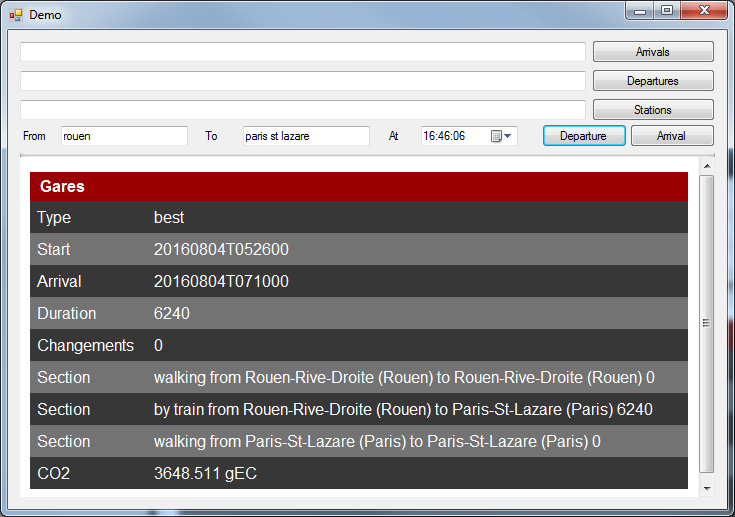 Demo
Arrivals
Departures
Stations
From rouen To paris st lazare At 16:46:06 Departure Arrival
Gares
Type best
Start 20160804T052600
Arrival 20160804T071000
Duration 6240
Changements 0
Section walking from Rouen-Rive-Droite (Rouen) to Rouen-Rive-Droite (Rouen) 0
Section by train from Rouen-Rive-Droite (Rouen) to Paris-St-Lazare (Paris) 6240
Section walking from Paris-St-Lazare (Paris) to Paris-St-Lazare (Paris) 0
CO2 3648.511 gEC